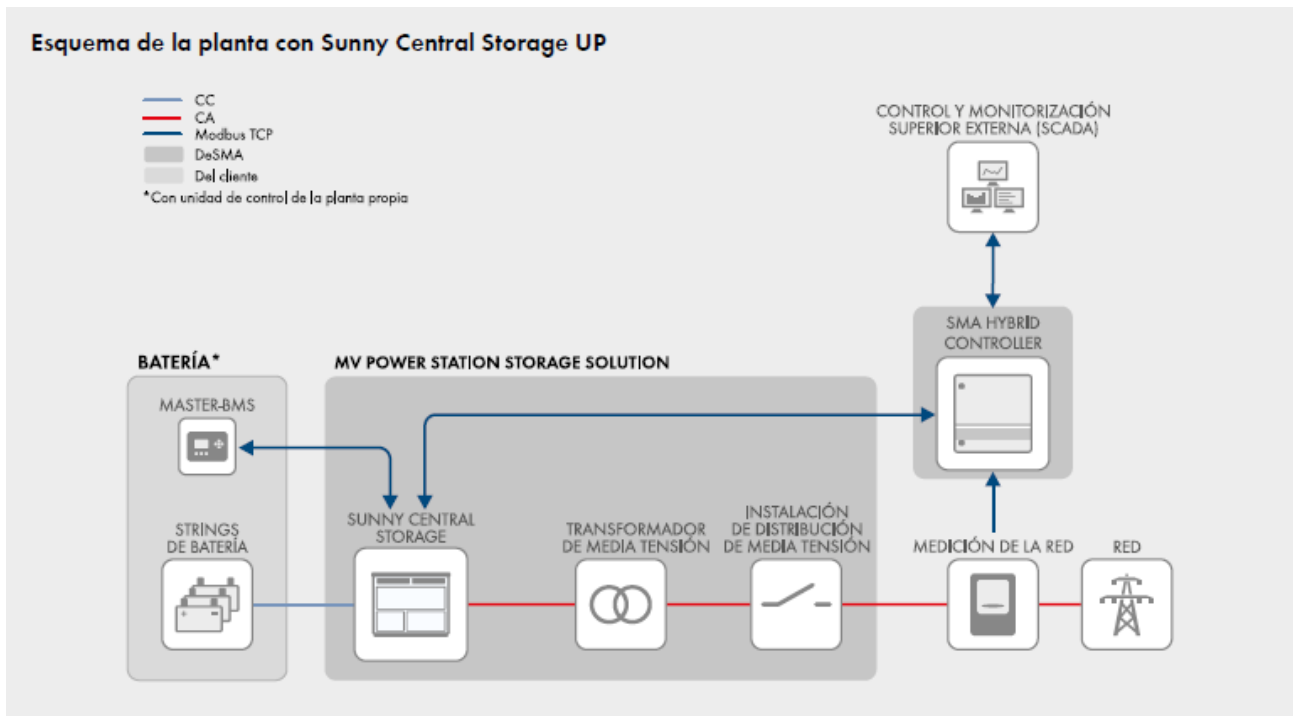 Esquema de la planta con Sunny Central Storage UP
CC
CA
Modbus TCP
DeSMA
Del cliente
*Con unidad de control de la planta propia
CONTROL Y MONITORIZACIÓN
SUPERIOR EXTERNA (SCADA)
SMA HYBRID
CONTROLLER
BATERÍA*
MV POWER STATION STORAGE SOLUTION
MASTER-BMS
STRINGS
DE BATERÍA
SUNNY CENTRAL
STORAGE
TRANSFORMADOR
DE MEDIA TENSIÓN
INSTALACIÓN
DE DISTRIBUCIÓN
DE MEDIA TENSIÓN
MEDICIÓN DE LA RED
RED